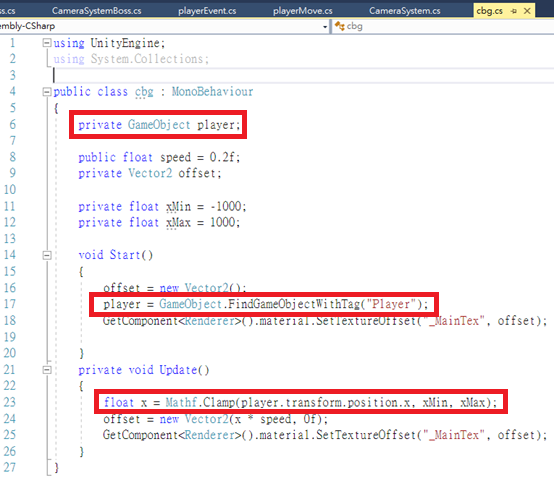 s.cs CameraSystemBoss.cs playerEvent.cs playerMove.cs CameraSystem.cs cbg.cs
embly-CSharp cbg
1 using UnityEngine;
2 using System.Collections;
3
4 public class cbg : MonoBehaviour
5 {
6 private GameObject player;
7
8 public float speed = 0.2f;
9 private Vector2 offset;
10
11 private float xMin = -1000;
12 private float xMax = 1000;
13
14 void Start()
15 {
16 offset = new Vector2();
17 player = GameObject.FindGameObjectWithTag("Player");
18 GetComponent<Renderer>().material.SetTextureOffset("_MainTex", offset);
19
20 }
21 private void Update()
22 {
23 float x = Mathf.Clamp(player.transform.position.x, xMin, xMax);
24 offset = new Vector2(x * speed, 0f);
25 GetComponent<Renderer>().material.SetTextureOffset("_MainTex", offset);
26 }
27 }